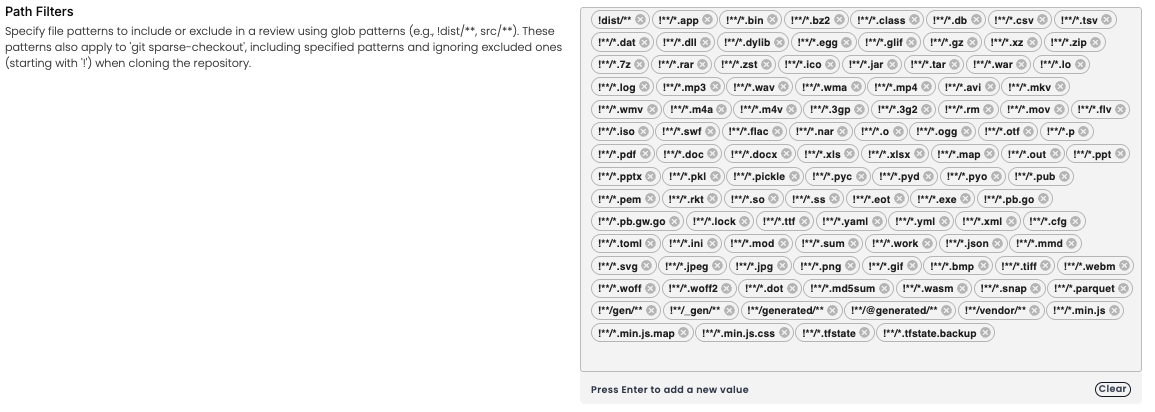 Path Filters
Specify file patterns to include or exclude in a review using glob patterns (e.g., !dist/**, src/**). These
patterns also apply to 'git sparse-checkout', including specified patterns and ignoring excluded ones
(starting with '!') when cloning the repository.
!dist/** !**/*.app !**/*.bin !**/*.bz2 !**/*.class !**/*.db !**/*.csv !**/*.tsv
!**/*.dat !**/*.dll !**/*.dylib !**/*.egg !**/*.glif !**/*.gz !**/*.xz !**/*.zip
!**/*.7z !**/*.rar !**/*.zst !**/*.ico !**/*.jar !**/*.tar !**/*.war !**/*.lo
!**/*.log !**/*.mp3 !**/*.wav !**/*.wma !**/*.mp4 !**/*.avi !**/*.mkv
!**/*.wmv !**/*.m4a !**/*.m4v !**/*.3gp !**/*.3g2 !**/*.rm !**/*.mov !**/*.flv
!**/*.iso !**/*.swf !**/*.flac !**/*.nar !**/*.o !**/*.ogg !**/*.otf !**/*.p
!**/*.pdf !**/*.doc !**/*.docx !**/*.xls !**/*.xlsx !**/*.map !**/*.out !**/*.ppt
!**/*.pptx !**/*.pkl !**/*.pickle !**/*.pyc !**/*.pyd !**/*.pyo !**/*.pub
!**/*.pem !**/*.rkt !**/*.so !**/*.ss !**/*.eot !**/*.exe !**/*.pb.go
!**/*.pb.gw.go !**/*.lock !**/*.ttf !**/*.yaml !**/*.yml !**/*.xml !**/*.cfg
!**/*.toml !**/*.ini !**/*.mod !**/*.sum !**/*.work !**/*.json !**/*.mmd
!**/*.svg !**/*.jpeg !**/*.jpg !**/*.png !**/*.gif !**/*.bmp !**/*.tiff !**/*.webm
!**/*.woff !**/*.woff2 !**/*.dot !**/*.md5sum !**/*.wasm !**/*.snap !**/*.parquet
!**/gen/** !**/_gen/** !**/generated/** !**/@generated/** !**/vendor/** !**/*.min.js
!**/*.min.js.map !**/*.min.js.css !**/*.tfstate !**/*.tfstate.backup
Press Enter to add a new value
Clear